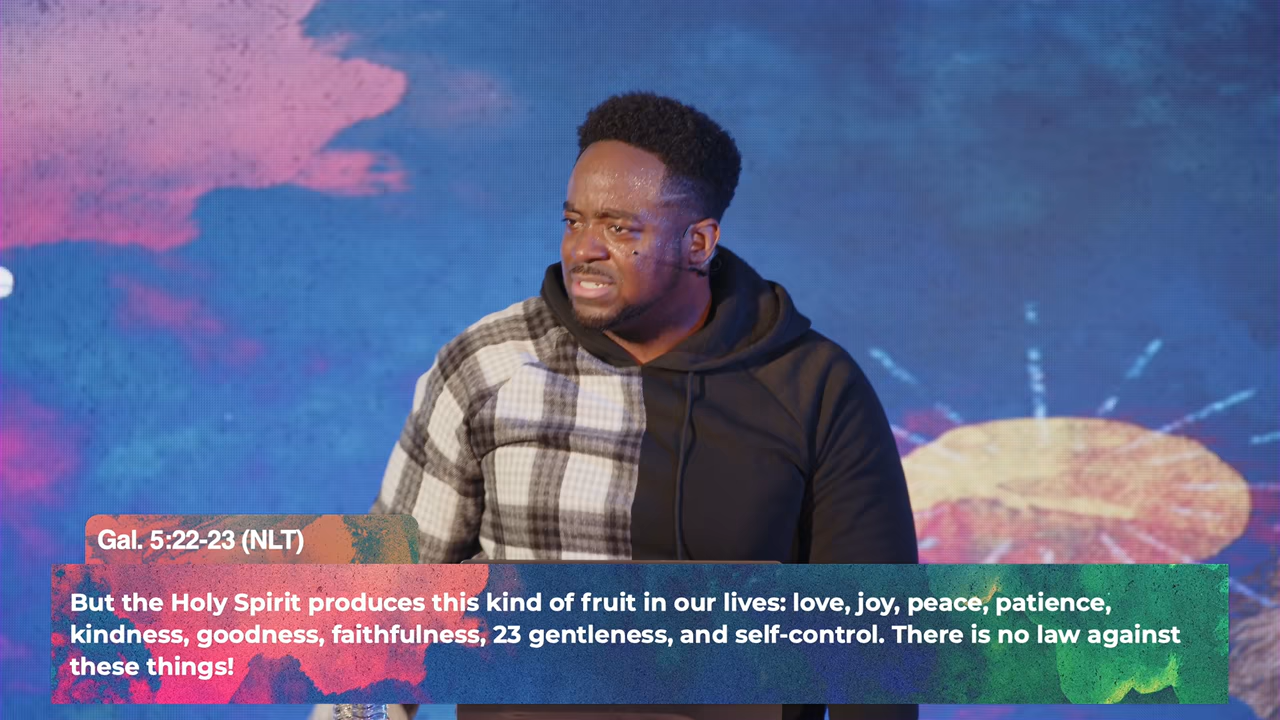 Gal. 5:22-23 (NLT)
But the Holy Spirit produces this kind of fruit in our lives: love, joy, peace, patience,
kindness, goodness, faithfulness, 23 gentleness, and self-control. There is no law against
these things!